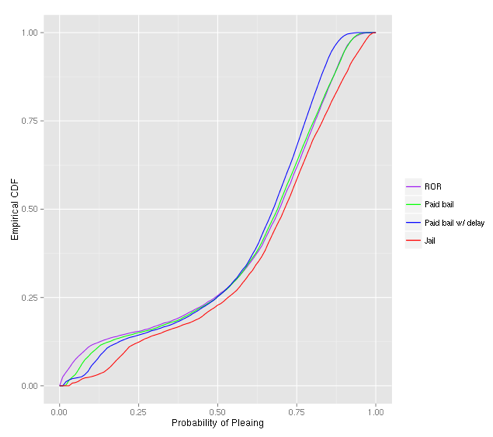 1.00
0.75
0.50
0.25
0.00
Empirical CDF
0.00 0.25 0.50 0.75 1.00
Probability of Pleaing
ROR
Paid bail
Paid bail w/ delay
Jail